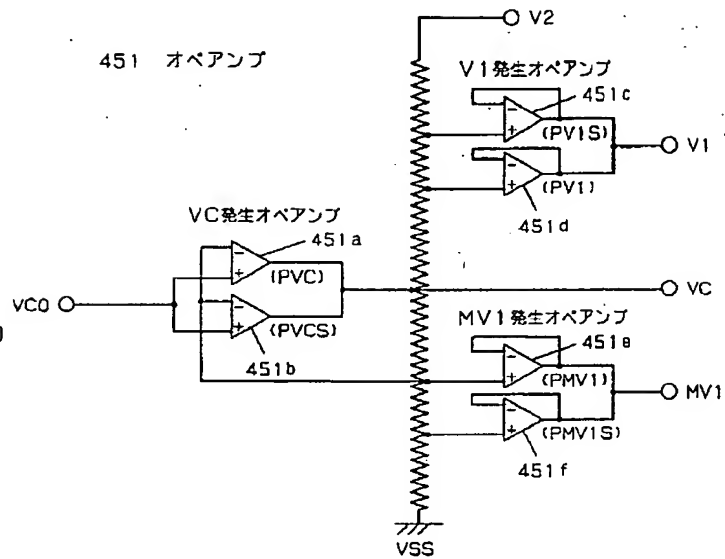 V2
451 オペアンプ
V1発生オペアンプ
451c
(PV1S)
V1
(PV1)
451d
VC発生オペアンプ
451a
(PVC)
VC0
(PVCS)
451b
VC
MV1発生オペアンプ
451e
(PMV1)
MV1
(PMV1S)
451f
VSS